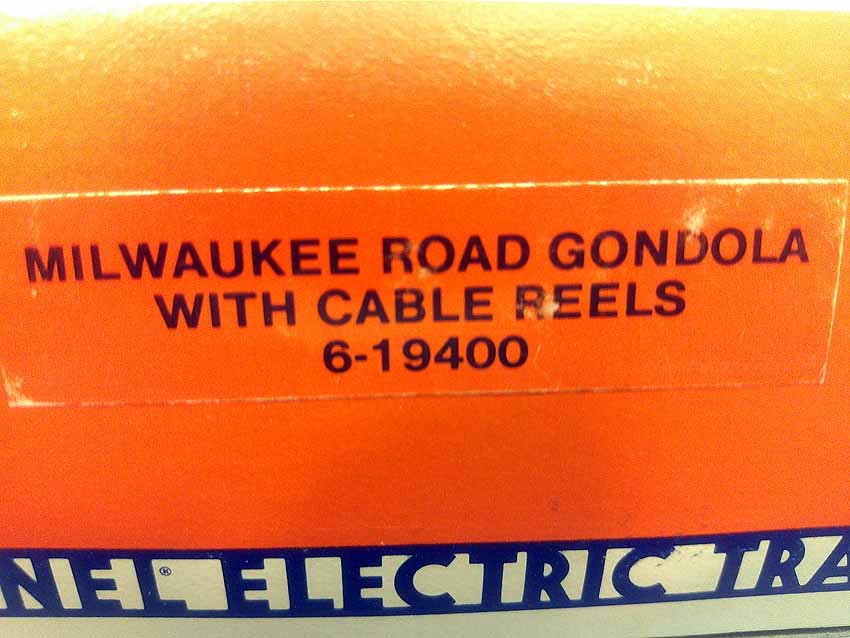 MILWAUKEE ROAD GONDOLA
WITH CABLE REELS
6-19400
NEL® ELECTRIC TRA